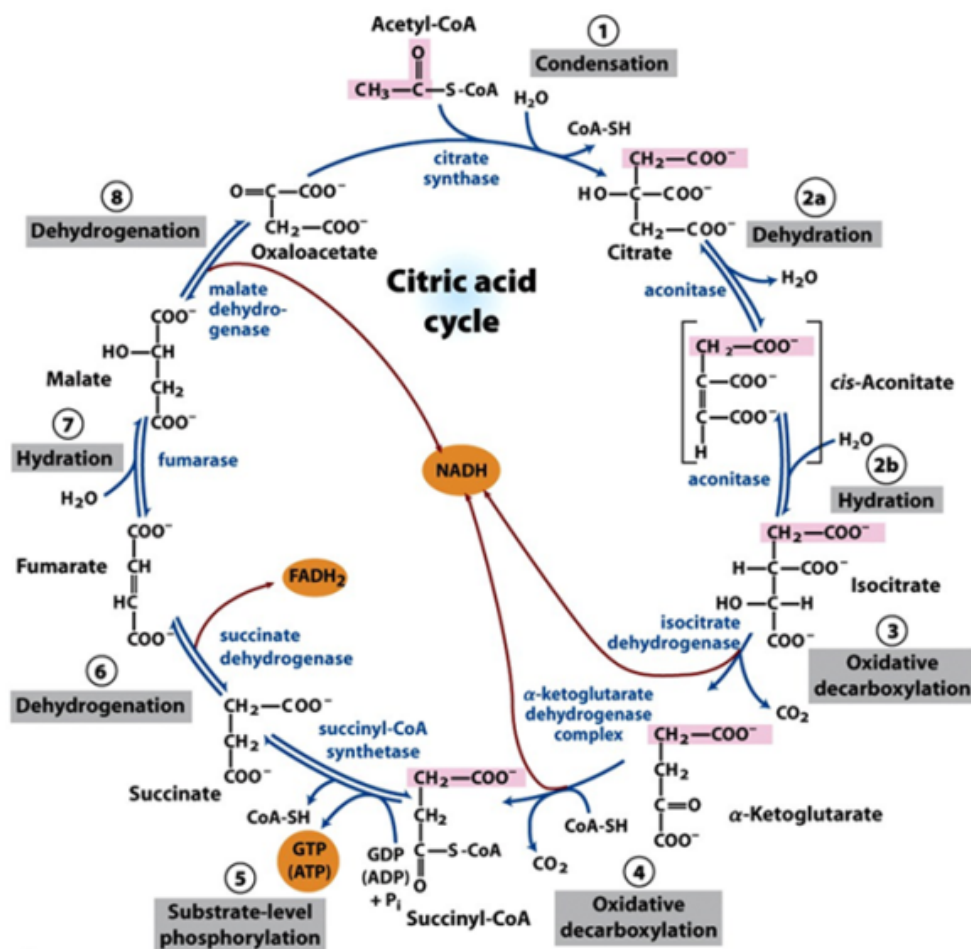 Acetyl-CoA
O
CH₃—C—S-CoA
1
Condensation
H₂O
CoA-SH
citrate
synthase
CH₂—COO⁻
HO—C—COO⁻
CH₂—COO⁻
Citrate
2a
Dehydration
H₂O
aconitase
CH₂—COO⁻
C—COO⁻
C—COO⁻
H
cis-Aconitate
aconitase
H₂O
2b
Hydration
CH₂—COO⁻
H—C—COO⁻
HO—C—H
COO⁻
Isocitrate
isocitrate
dehydrogenase
3
Oxidative
decarboxylation
CO₂
CH₂—COO⁻
CH₂
C=O
COO⁻
α-Ketoglutarate
α-ketoglutarate
dehydrogenase
complex
CoA-SH
CO₂
4
Oxidative
decarboxylation
CH₂—COO⁻
CH₂
C—S-CoA
O
Succinyl-CoA
succinyl-CoA
synthetase
GDP
(ADP)
+ Pᵢ
GTP
(ATP)
CoA-SH
5
Substrate-level
phosphorylation
CH₂—COO⁻
CH₂
COO⁻
Succinate
succinate
dehydrogenase
FADH₂
6
Dehydrogenation
COO⁻
CH
HC
COO⁻
Fumarate
fumarase
H₂O
7
Hydration
COO⁻
HO—CH
CH₂
COO⁻
Malate
malate
dehydro-
genase
8
Dehydrogenation
O=C—COO⁻
CH₂—COO⁻
Oxaloacetate
Citric acid
cycle
NADH